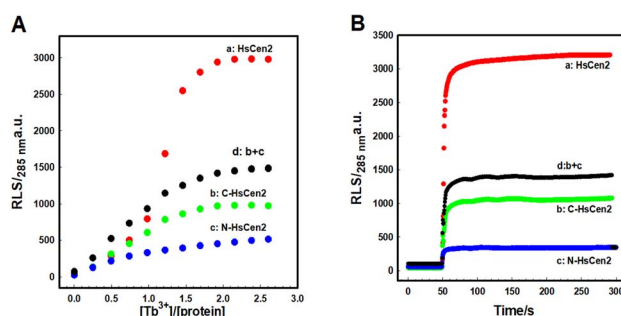 A
RLS/285 nm a.u.
3000
2500
2000
1500
1000
500
0
a: HsCen2
d: b+c
b: C-HsCen2
c: N-HsCen2
0.0 0.5 1.0 1.5 2.0 2.5 3.0
[Tb3+]/[protein]
B
RLS/285 nm a.u.
3500
3000
2500
2000
1500
1000
500
0
a: HsCen2
d:b+c
b: C-HsCen2
c: N-HsCen2
0 50 100 150 200 250 300
Time/s